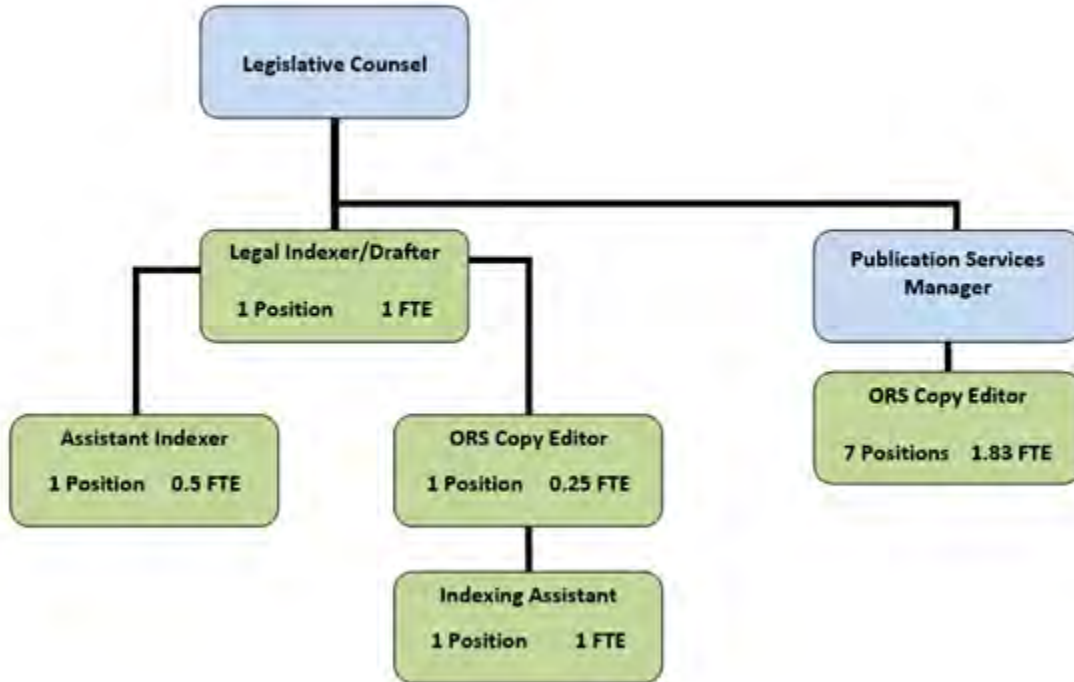 Legislative Counsel
Legal Indexer/Drafter
1 Position 1 FTE
Publication Services
Manager
Assistant Indexer
1 Position 0.5 FTE
ORS Copy Editor
1 Position 0.25 FTE
ORS Copy Editor
7 Positions 1.83 FTE
Indexing Assistant
1 Position 1 FTE